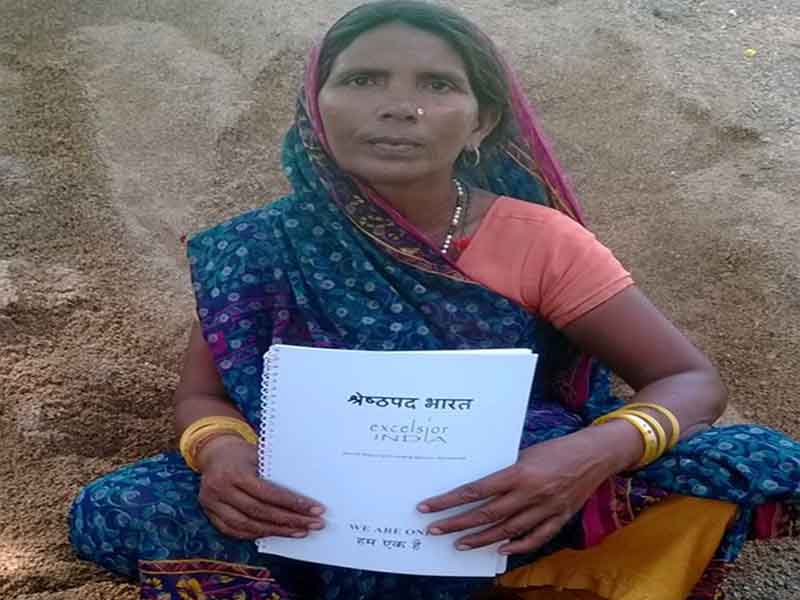 श्रेष्ठपद भारत
excelsior
INDIA
WE ARE ONE
हम एक हैं